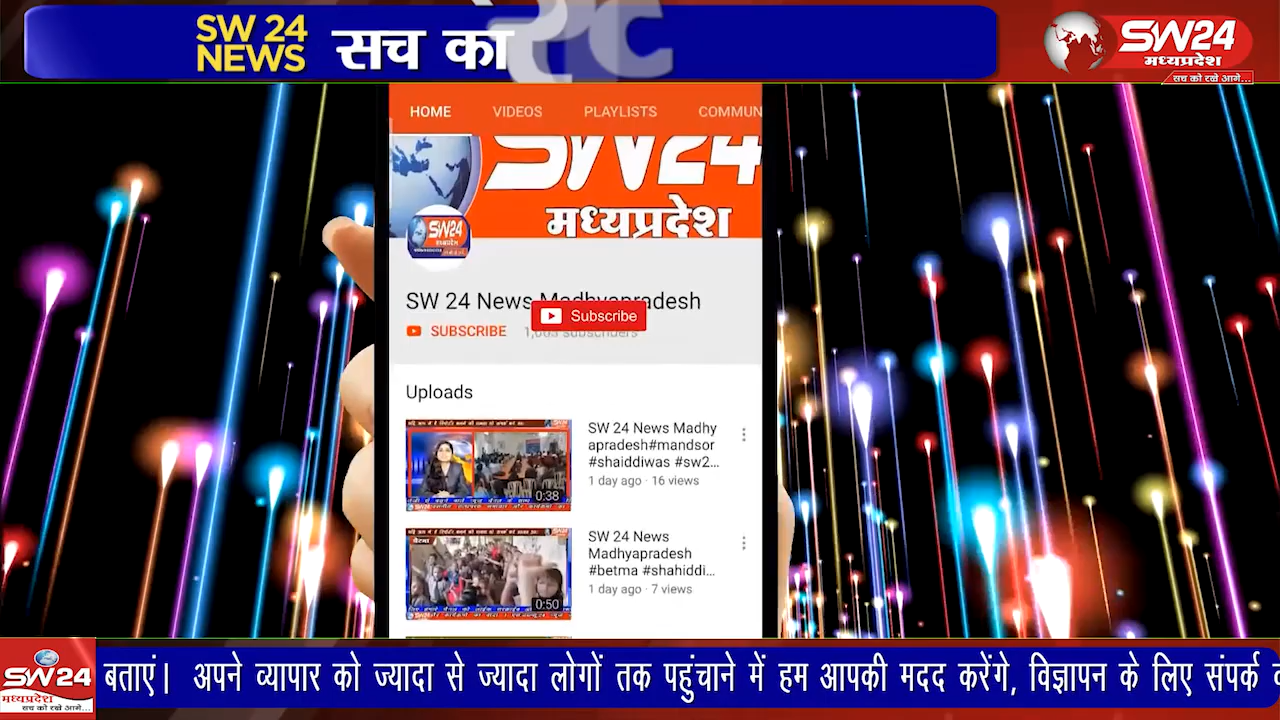 SW 24
NEWS
सच का
SW24
मध्यप्रदेश
सच को रखे आगे...
HOME VIDEOS PLAYLISTS COMMUN
SW24
मध्यप्रदेश
SW24
SW 24 News Madhyapradesh
SUBSCRIBE
Subscribe
Uploads
SW 24 News Madhy
apradesh#mandsor
#shaiddiwas #sw2...
1 day ago · 16 views
0:38
SW 24 News
Madhyapradesh
#betma #shahiddi...
1 day ago · 7 views
0:50
SW24
मध्यप्रदेश
सच को रखे आगे...
बताएं। अपने व्यापार को ज्यादा से ज्यादा लोगों तक पहुंचाने में हम आपकी मदद करेंगे, विज्ञापन के लिए संपर्क